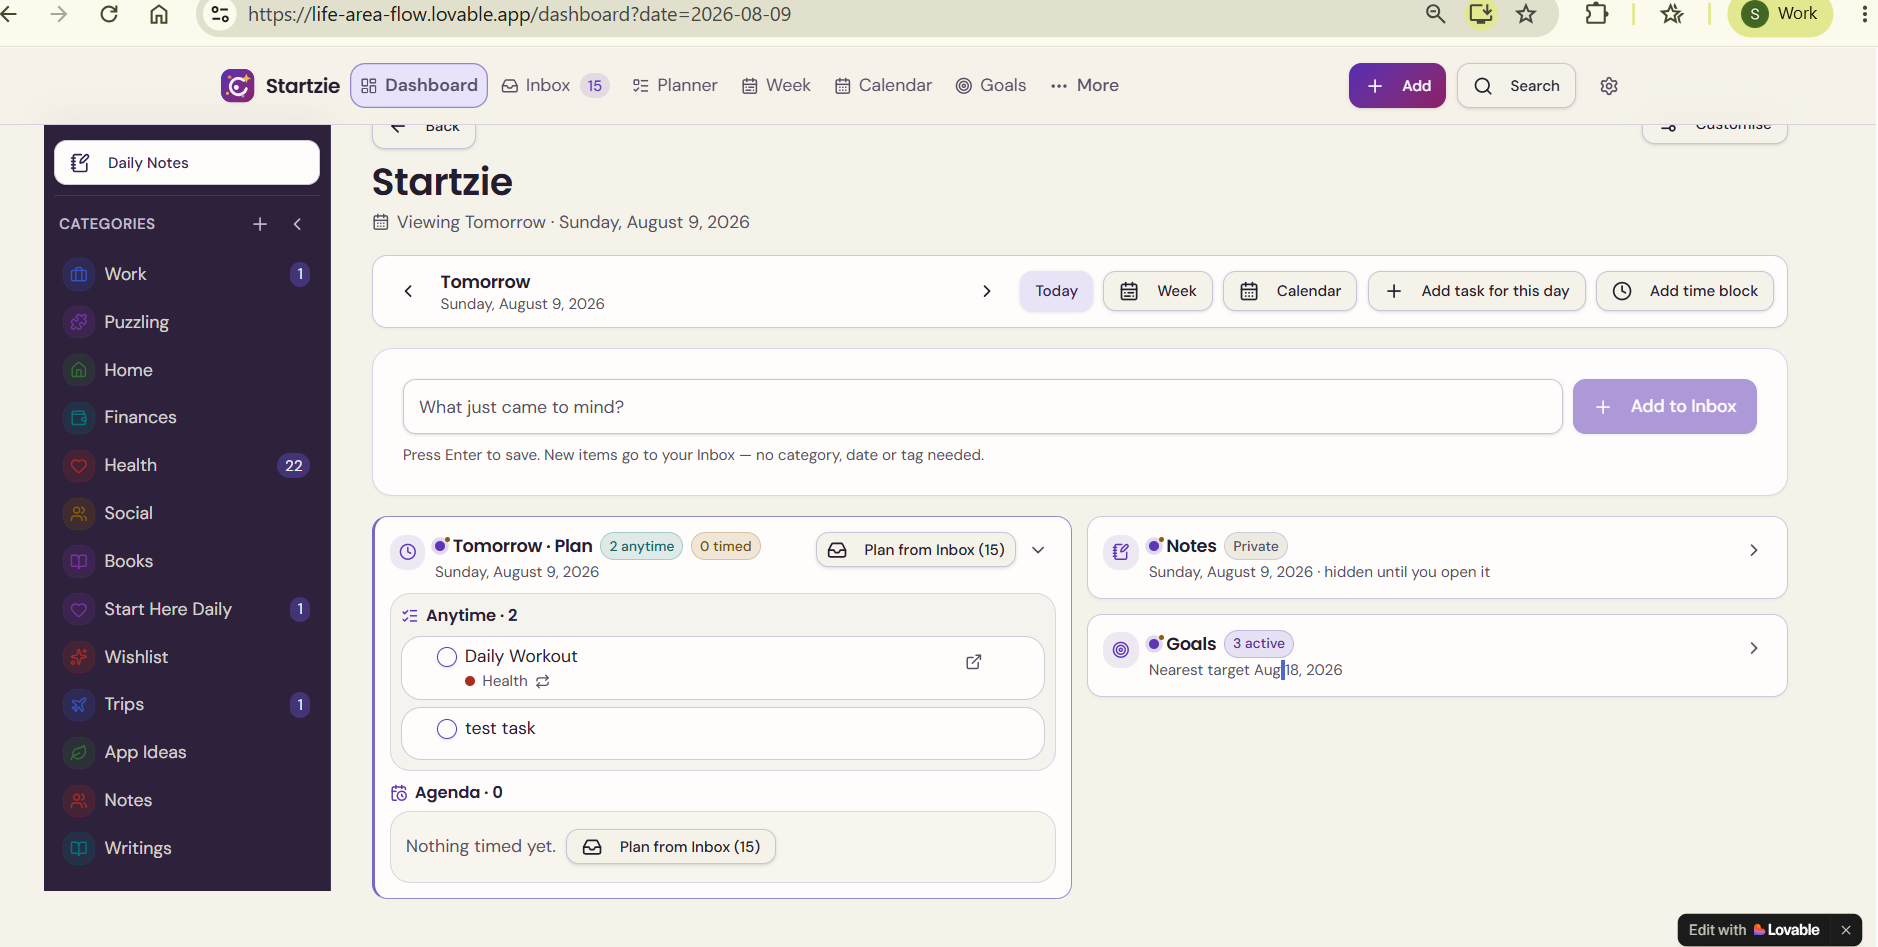 https://life-area-flow.lovable.app/dashboard?date=2026-08-09
S Work
Startzie
Dashboard
Inbox 15
Planner
Week
Calendar
Goals
More
Add
Search
Daily Notes
CATEGORIES
Work 1
Puzzling
Home
Finances
Health 22
Social
Books
Start Here Daily 1
Wishlist
Trips 1
App Ideas
Notes
Writings
Back
Customise
Startzie
Viewing Tomorrow · Sunday, August 9, 2026
Tomorrow
Sunday, August 9, 2026
Today
Week
Calendar
Add task for this day
Add time block
What just came to mind?
Add to Inbox
Press Enter to save. New items go to your Inbox — no category, date or tag needed.
Tomorrow · Plan 2 anytime 0 timed
Plan from Inbox (15)
Sunday, August 9, 2026
Anytime · 2
Daily Workout
Health
test task
Agenda · 0
Nothing timed yet. Plan from Inbox (15)
Notes Private
Sunday, August 9, 2026 · hidden until you open it
Goals 3 active
Nearest target Aug 18, 2026
Edit with Lovable